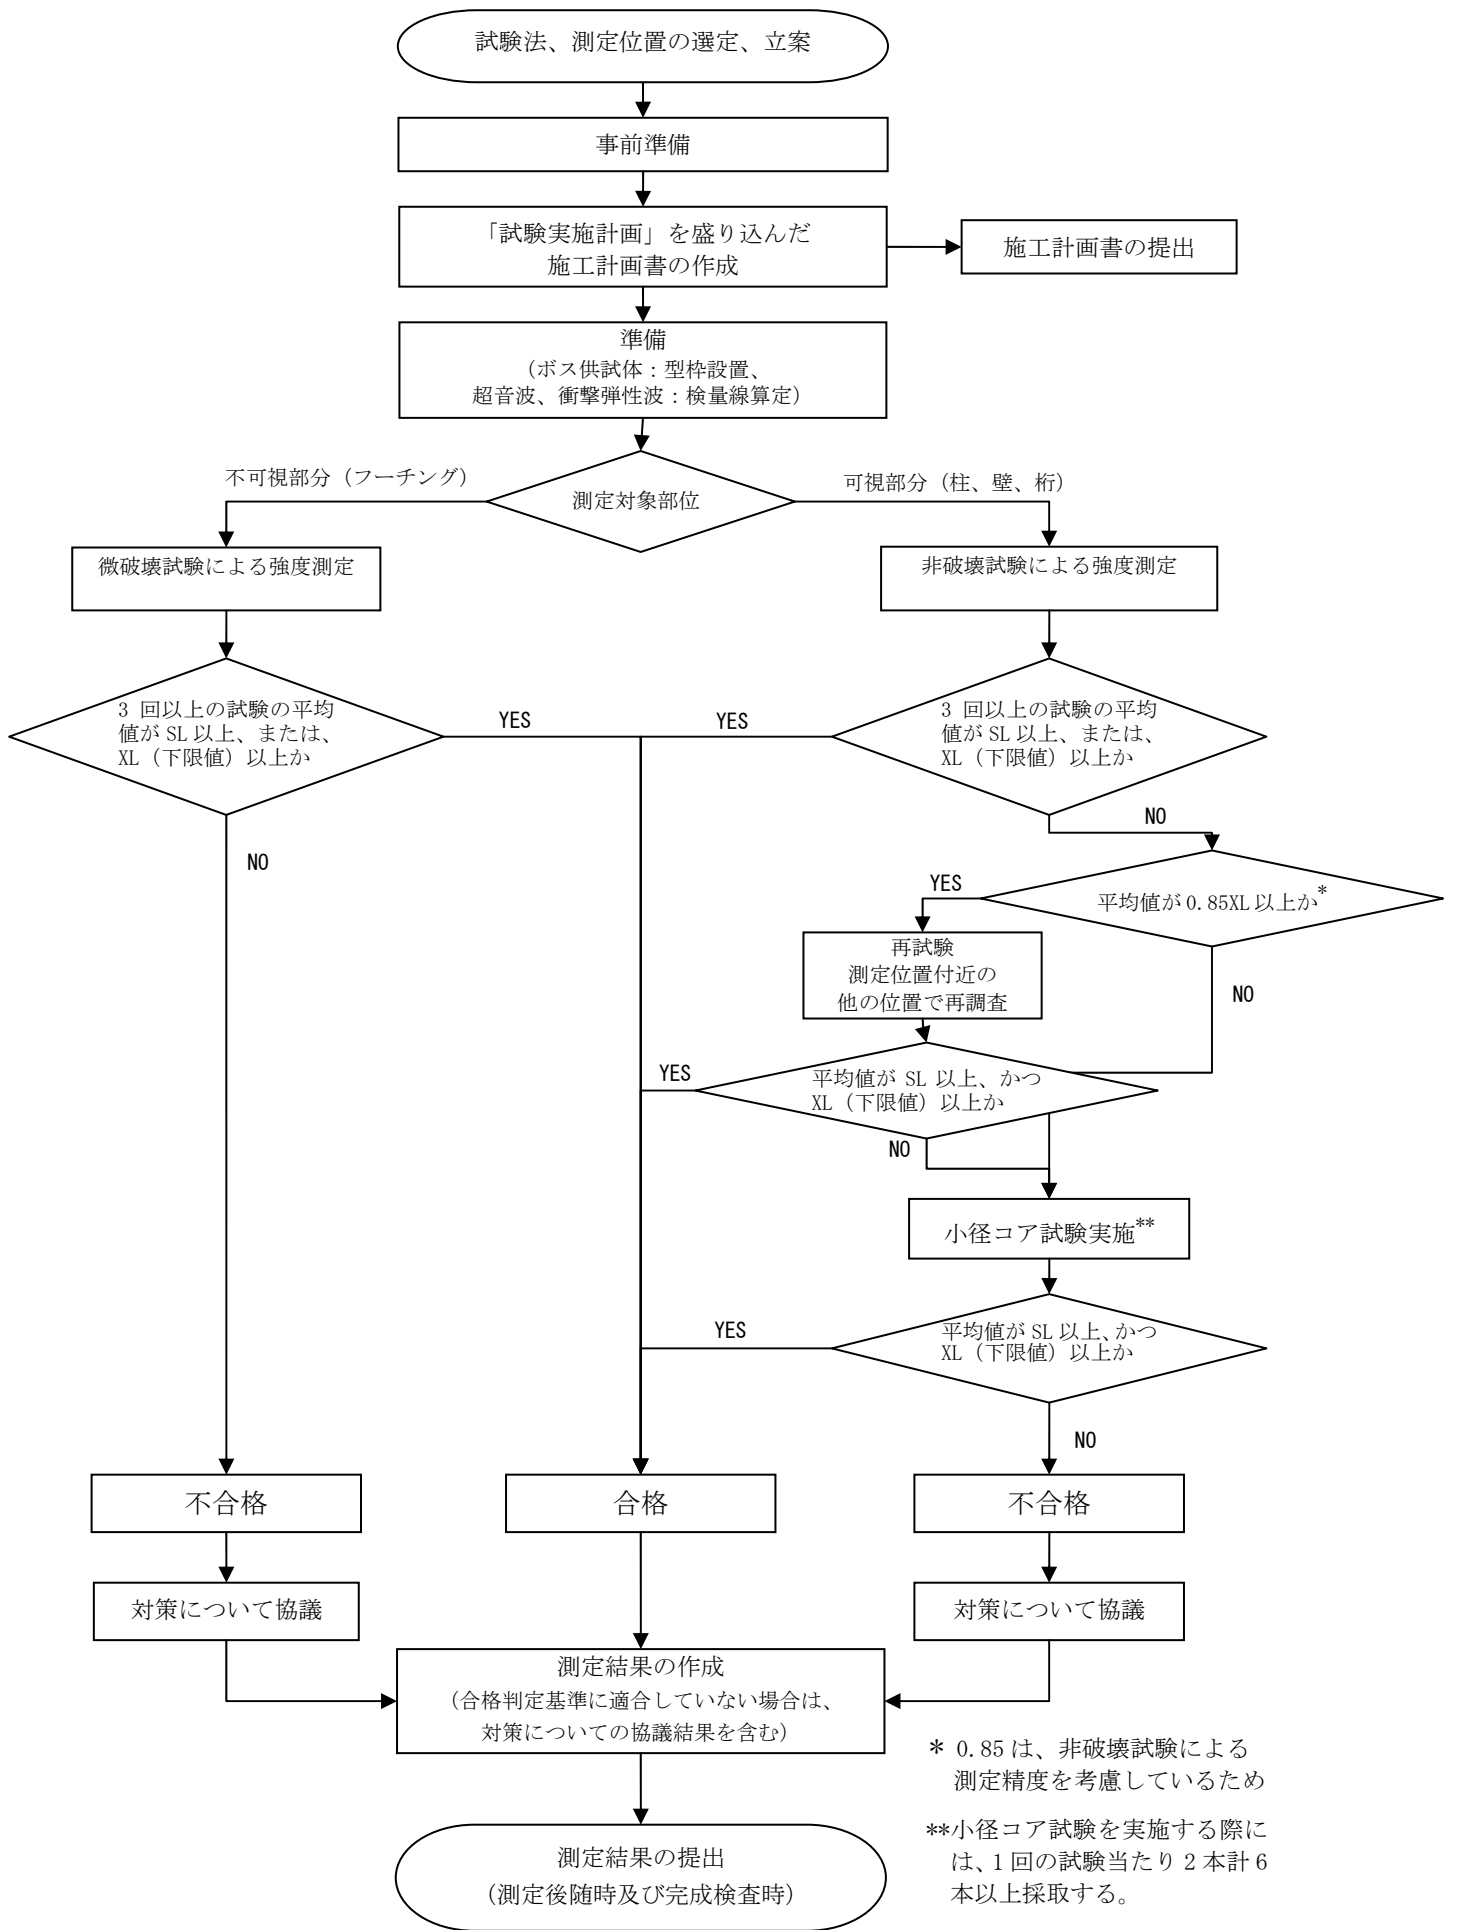 試験法、測定位置の選定、立案
事前準備
「試験実施計画」を盛り込んだ
施工計画書の作成
施工計画書の提出
準備
（ボス供試体：型枠設置、
超音波、衝撃弾性波：検量線算定）
測定対象部位
不可視部分（フーチング）
可視部分（柱、壁、桁）
微破壊試験による強度測定
非破壊試験による強度測定
3 回以上の試験の平均
値が SL 以上、または、
XL（下限値）以上か
YES
YES
3 回以上の試験の平均
値が SL 以上、または、
XL（下限値）以上か
NO
NO
平均値が 0.85XL 以上か*
YES
再試験
測定位置付近の
他の位置で再調査
NO
YES
平均値が SL 以上、かつ
XL（下限値）以上か
NO
小径コア試験実施**
YES
平均値が SL 以上、かつ
XL（下限値）以上か
NO
不合格
合格
不合格
対策について協議
対策について協議
測定結果の作成
（合格判定基準に適合していない場合は、
対策についての協議結果を含む）
測定結果の提出
（測定後随時及び完成検査時）
* 0.85 は、非破壊試験による
測定精度を考慮しているため
**小径コア試験を実施する際に
は、1 回の試験当たり 2 本計 6
本以上採取する。